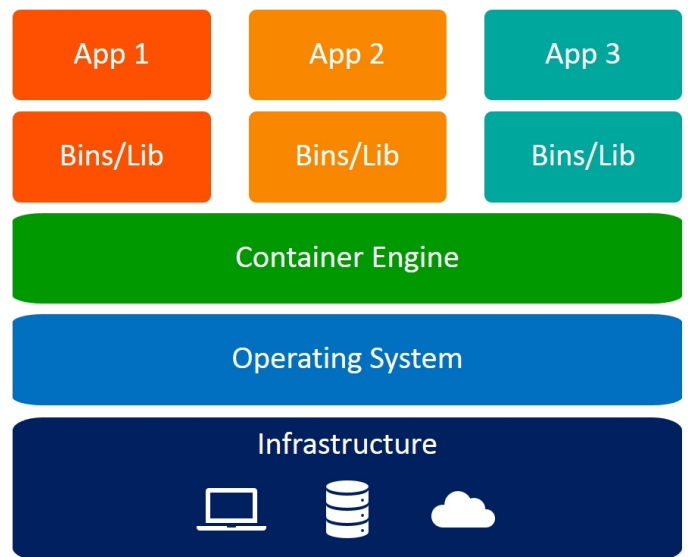 App 1
App 2
App 3
Bins/Lib
Bins/Lib
Bins/Lib
Container Engine
Operating System
Infrastructure